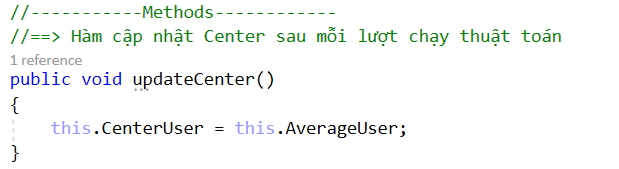 //-----------Methods------------
//==> Hàm cập nhật Center sau mỗi lượt chạy thuật toán
1 reference
public void updateCenter()
{
this.CenterUser = this.AverageUser;
}